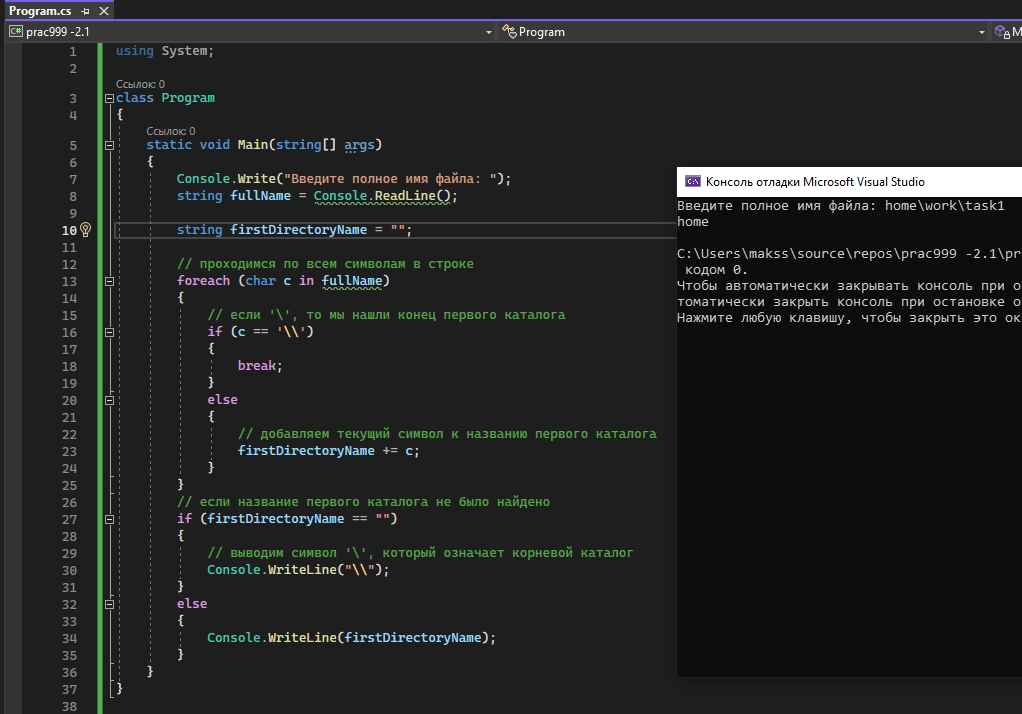 Program.cs
C# prac999 -2.1
Program
M
1 using System;
2
Ссылок: 0
3 class Program
4 {
Ссылок: 0
5 static void Main(string[] args)
6 {
7 Console.Write("Введите полное имя файла: ");
8 string fullName = Console.ReadLine();
9
10 string firstDirectoryName = "";
11
12 // проходимся по всем символам в строке
13 foreach (char c in fullName)
14 {
15 // если '\', то мы нашли конец первого каталога
16 if (c == '\\')
17 {
18 break;
19 }
20 else
21 {
22 // добавляем текущий символ к названию первого каталога
23 firstDirectoryName += c;
24 }
25 }
26 // если название первого каталога не было найдено
27 if (firstDirectoryName == "")
28 {
29 // выводим символ '\', который означает корневой каталог
30 Console.WriteLine("\\");
31 }
32 else
33 {
34 Console.WriteLine(firstDirectoryName);
35 }
36 }
37 }
38
Консоль отладки Microsoft Visual Studio
Введите полное имя файла: home\work\task1
home
C:\Users\makss\source\repos\prac999 -2.1\pr
кодом 0.
Чтобы автоматически закрывать консоль при о
томатически закрыть консоль при остановке о
Нажмите любую клавишу, чтобы закрыть это ок